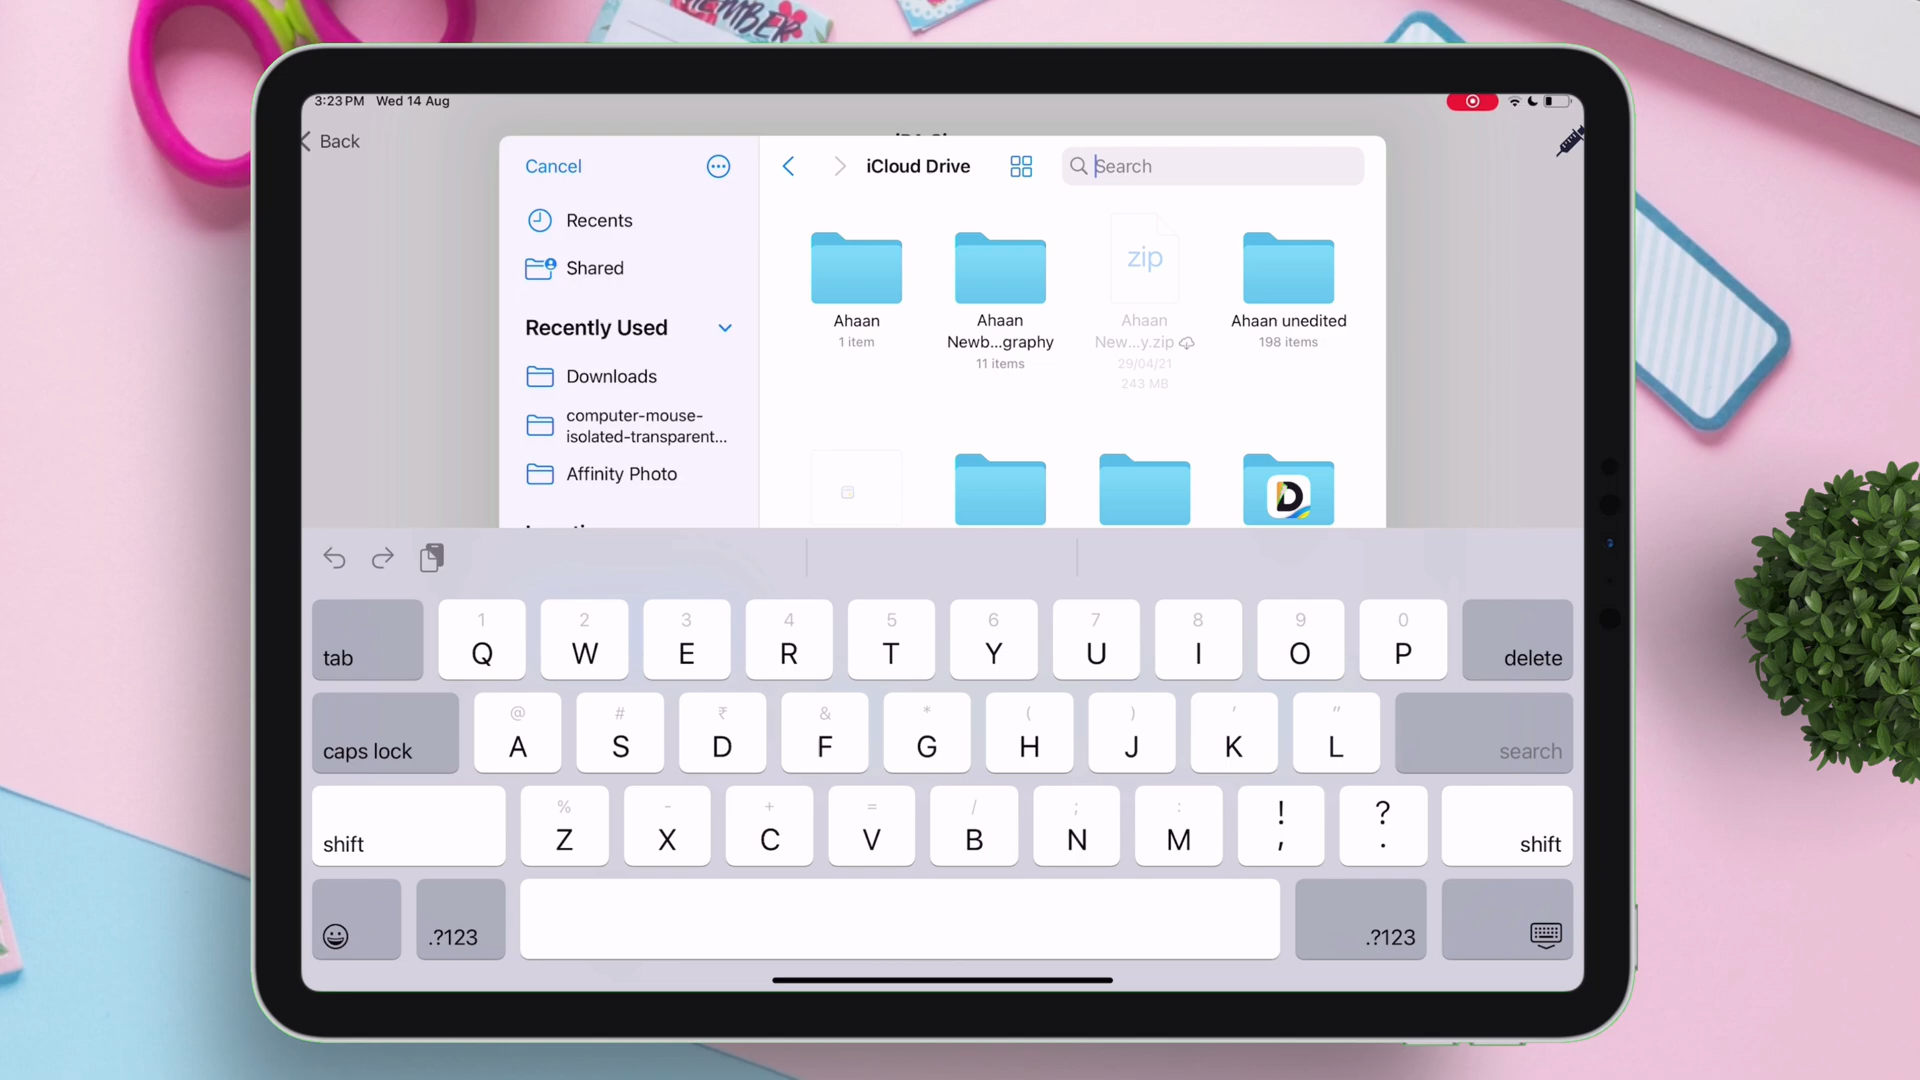 MEMBER
3:23 PM Wed 14 Aug
Back
Cancel
iCloud Drive
Search
Recents
Shared
Recently Used
Downloads
computer-mouse-
isolated-transparent...
Affinity Photo
zip
Ahaan
1 item
Ahaan
Newb...graphy
11 items
Ahaan
New...y.zip
29/04/21
243 MB
Ahaan unedited
198 items
D
1 2 3 4 5 6 7 8 9 0
tab Q W E R T Y U I O P delete
@ # ₹ & * ( ) ' "
caps lock A S D F G H J K L search
% - + = / ; : ! ?
shift Z X C V B N M , . shift
.?123 .?123